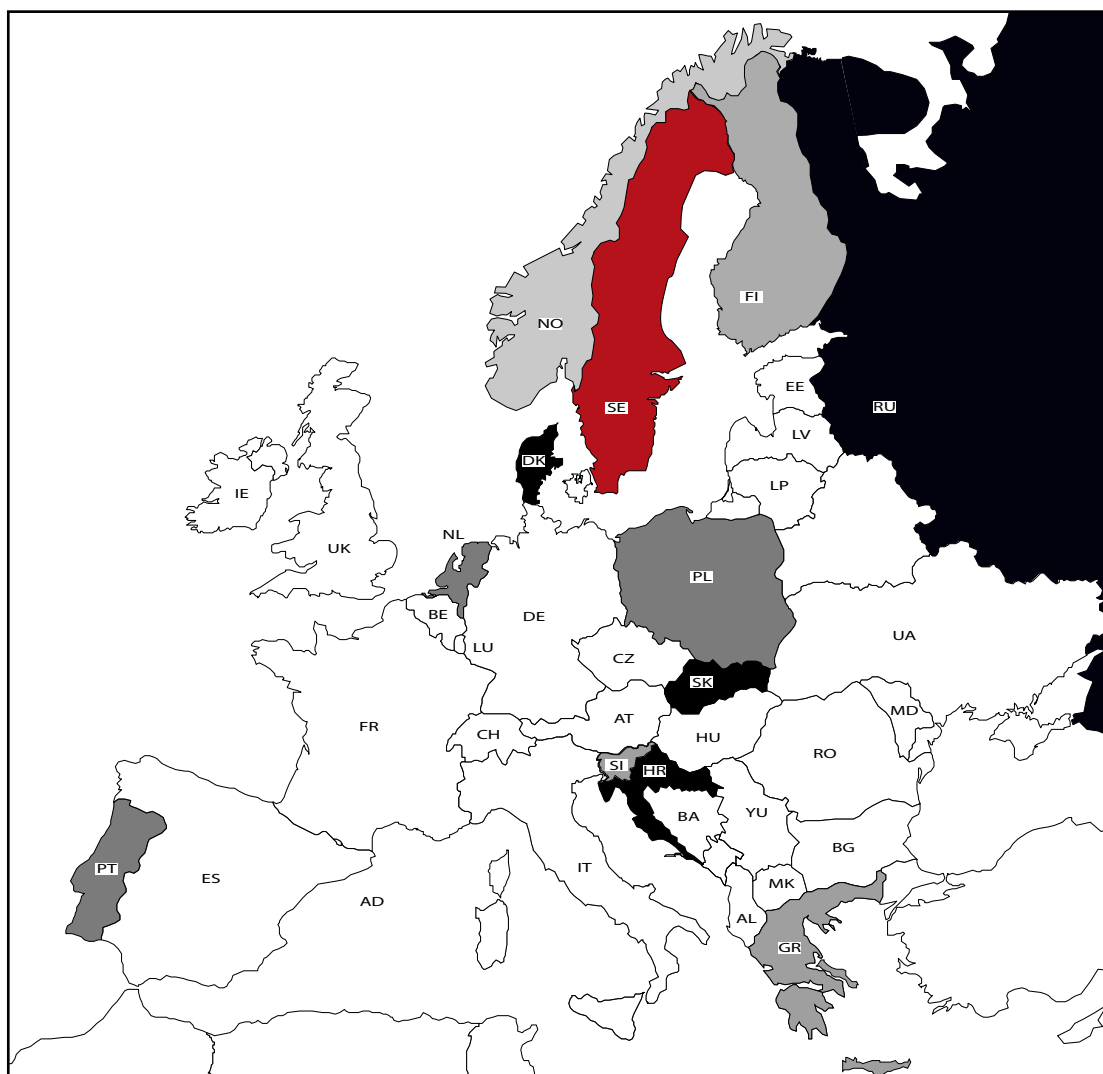 NO
FI
SE
EE
RU
LV
DK
LP
IE
NL
UK
PL
BE
DE
UA
LU
CZ
SK
MD
AT
FR
CH
HU
RO
SI
HR
YU
BA
BG
PT
ES
IT
MK
AD
AL
GR